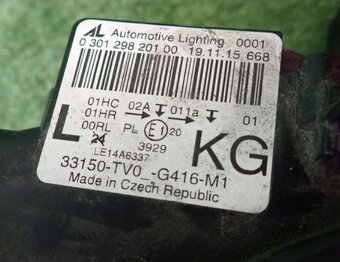 AL Automotive Lighting 0001
0 301 298 201 00 19.11.15 668
01HC 02A 011a 01
01HR
L 00RL PL E1 20 KG
3929
LE14A6337
33150-TV0_-G416-M1
Made in Czech Republic